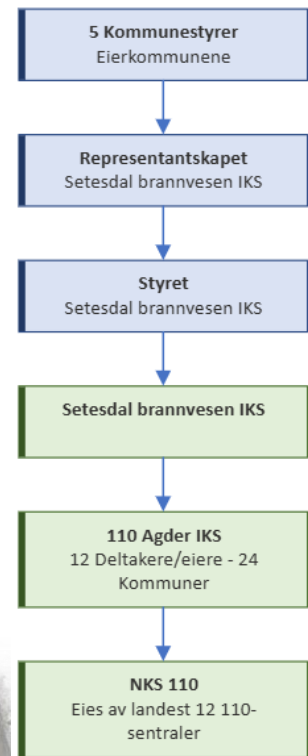 5 Kommunestyrer
Eierkommunene
Representantskapet
Setesdal brannvesen IKS
Styret
Setesdal brannvesen IKS
Setesdal brannvesen IKS
110 Agder IKS
12 Deltakere/eiere - 24
Kommuner
NKS 110
Eies av landest 12 110-
sentraler